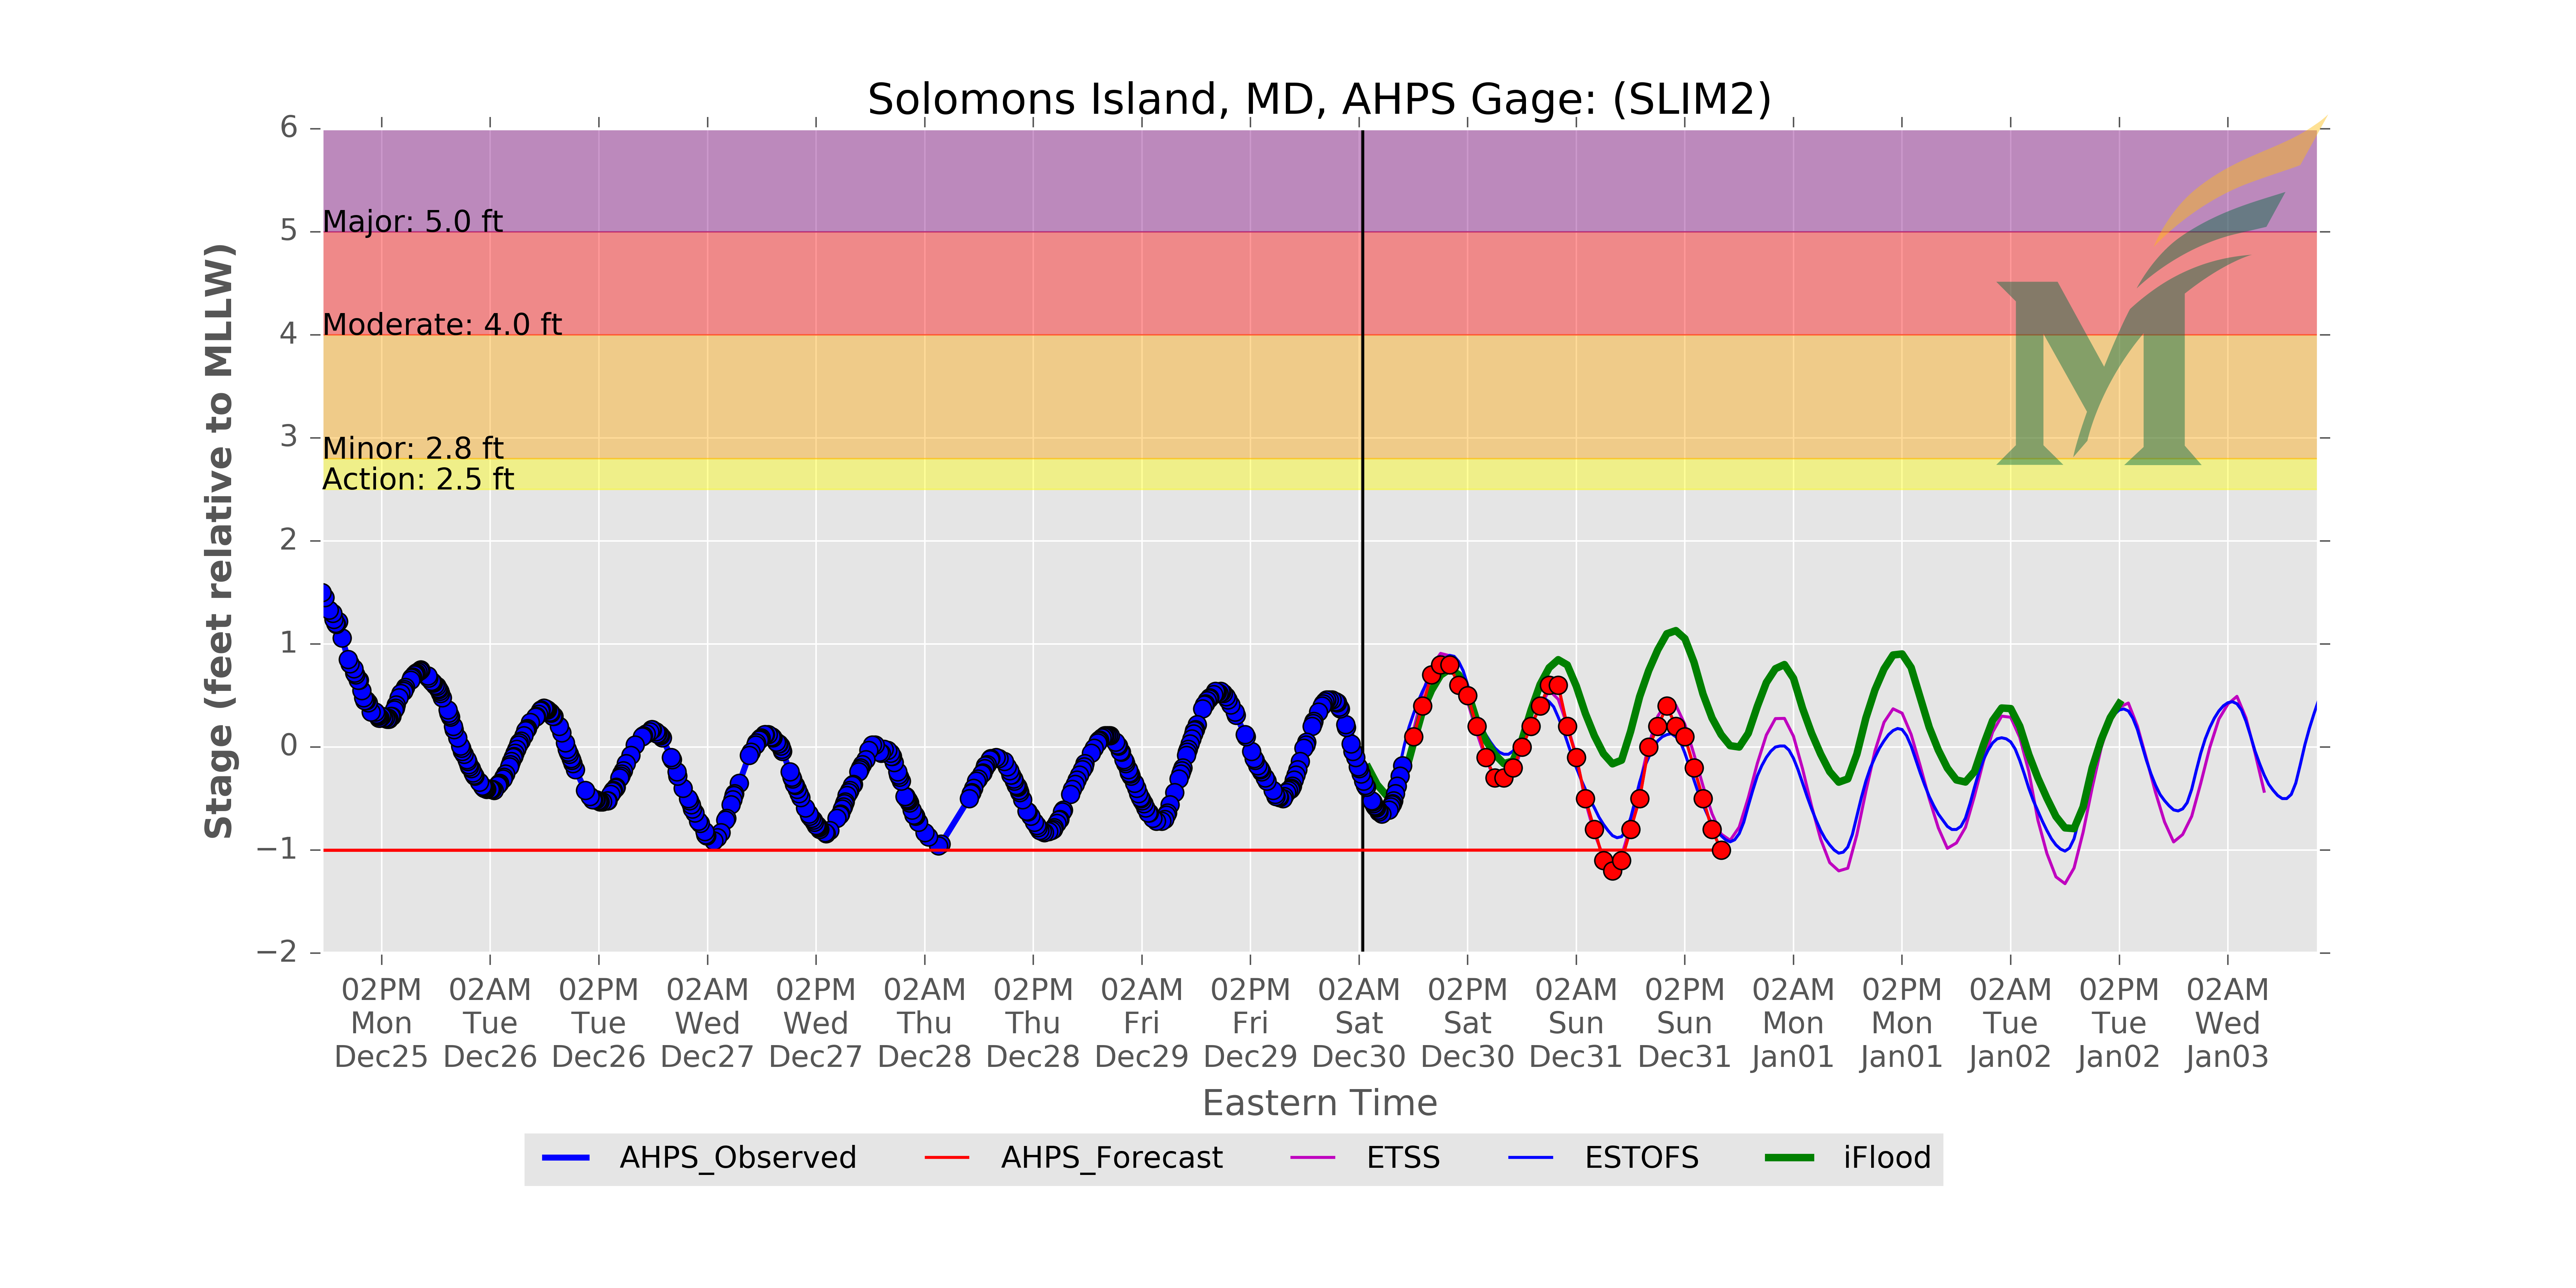 Solomons Island, MD, AHPS Gage: (SLIM2)
Stage (feet relative to MLLW)
6
5
4
3
2
1
0
−1
−2
Major: 5.0 ft
Moderate: 4.0 ft
Minor: 2.8 ft
Action: 2.5 ft
M
02PM 02AM 02PM 02AM 02PM 02AM 02PM 02AM 02PM 02AM 02PM 02AM 02PM 02AM 02PM 02AM 02PM 02AM
Mon Tue Tue Wed Wed Thu Thu Fri Fri Sat Sat Sun Sun Mon Mon Tue Tue Wed
Dec25 Dec26 Dec26 Dec27 Dec27 Dec28 Dec28 Dec29 Dec29 Dec30 Dec30 Dec31 Dec31 Jan01 Jan01 Jan02 Jan02 Jan03
Eastern Time
AHPS_Observed AHPS_Forecast ETSS ESTOFS iFlood